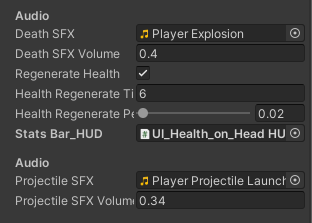 Audio
Death SFX Player Explosion
Death SFX Volume 0.4
Regenerate Health
Health Regenerate Ti 6
Health Regenerate Pe 0.02
Stats Bar_HUD UI_Health_on_Head HU
Audio
Projectile SFX Player Projectile Launch
Projectile SFX Volume 0.34